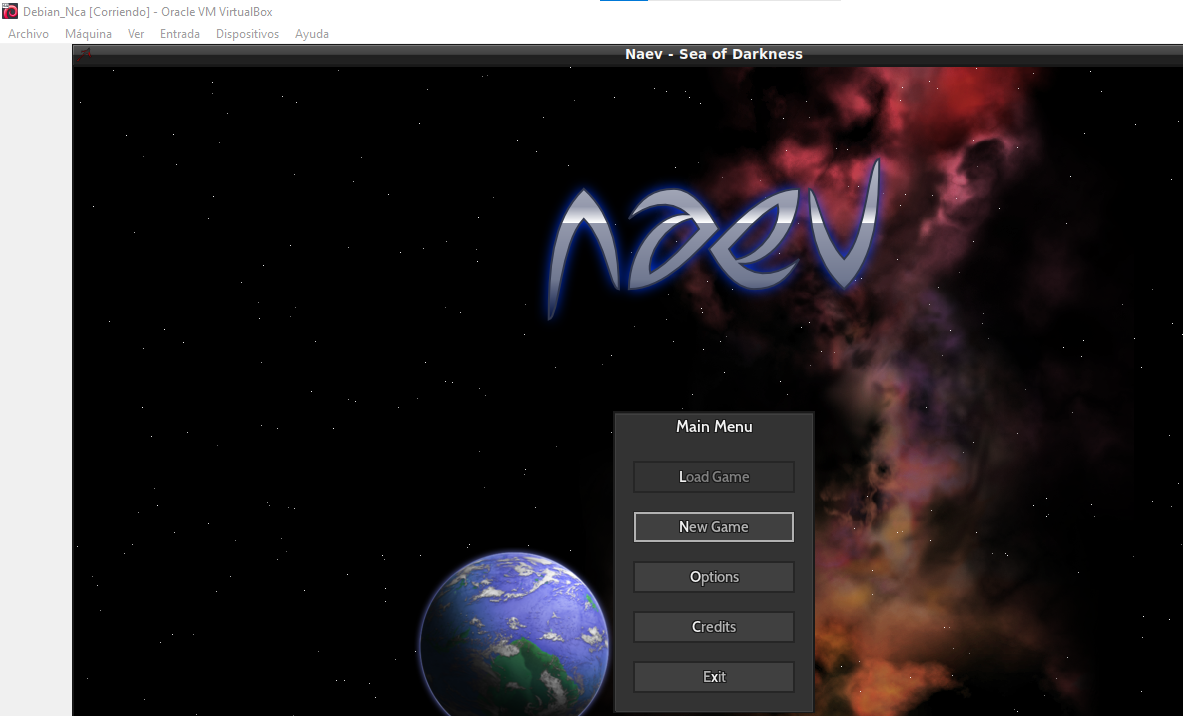 Debian_Nca [Corriendo] - Oracle VM VirtualBox
Archivo Máquina Ver Entrada Dispositivos Ayuda
Naev - Sea of Darkness
naev
Main Menu
Load Game
New Game
Options
Credits
Exit